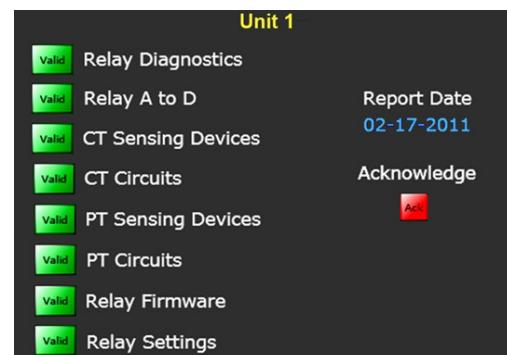 Unit 1
Valid Relay Diagnostics
Valid Relay A to D
Valid CT Sensing Devices
Valid CT Circuits
Valid PT Sensing Devices
Valid PT Circuits
Valid Relay Firmware
Valid Relay Settings
Report Date
02-17-2011
Acknowledge
Ack